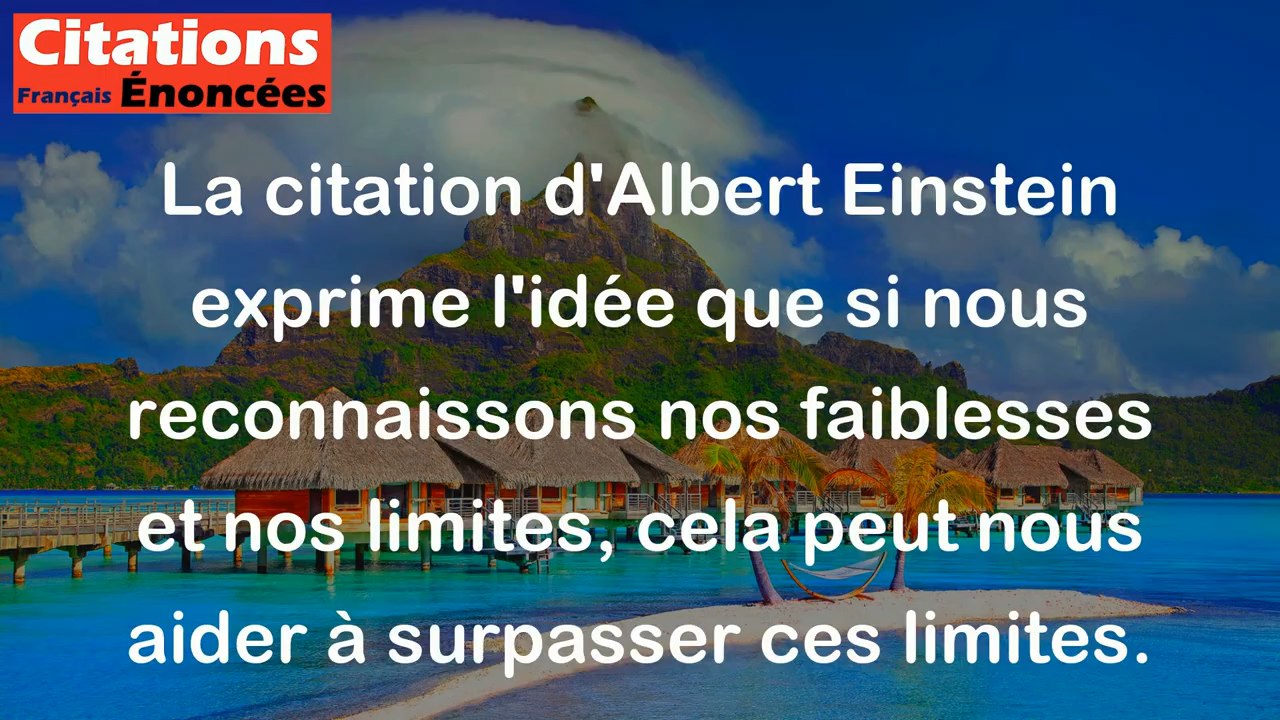 Citations
Français Énoncées
La citation d'Albert Einstein
exprime l'idée que si nous
reconnaissons nos faiblesses
et nos limites, cela peut nous
aider à surpasser ces limites.